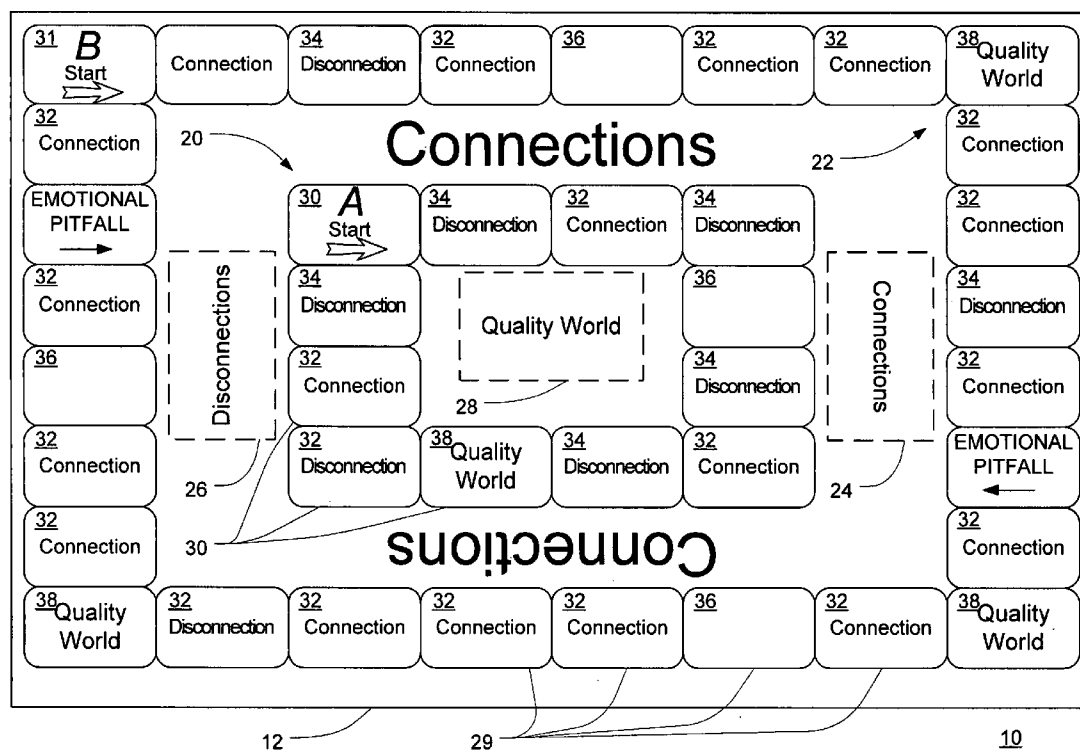 31 B
Start
Connection
34
Disconnection
32
Connection
36
32
Connection
32
Connection
38 Quality
World
32
Connection
20
Connections
22
32
Connection
EMOTIONAL
PITFALL
30 A
Start
34
Disconnection
32
Connection
34
Disconnection
32
Connection
32
Connection
Disconnections
34
Disconnection
Quality World
36
Connections
34
Disconnection
36
32
Connection
28
34
Disconnection
32
Connection
32
Connection
26
32
Disconnection
38 Quality
World
34
Disconnection
32
Connection
24
EMOTIONAL
PITFALL
32
Connection
30
Connections
32
Connection
38 Quality
World
32
Disconnection
32
Connection
32
Connection
32
Connection
36
32
Connection
38 Quality
World
12
29
10